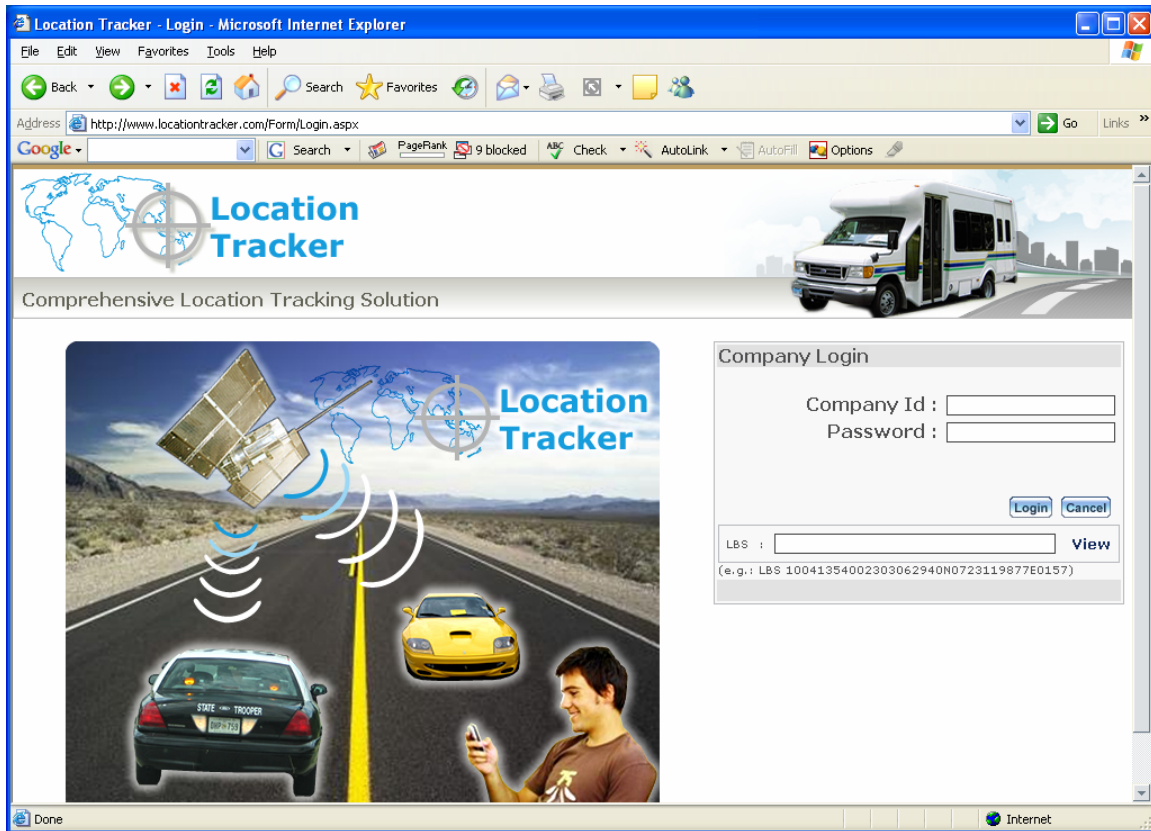 Location Tracker - Login - Microsoft Internet Explorer
File Edit View Favorites Tools Help
Back Search Favorites
Address http://www.locationtracker.com/Form/Login.aspx Go Links »
Google Search PageRank 9 blocked ABC Check AutoLink AutoFill Options
Location
Tracker
Comprehensive Location Tracking Solution
Location
Tracker
STATE TROOPER
Company Login
Company Id :
Password :
Login Cancel
LBS : View
(e.g.: LBS 10041354002303062940N0723119877E0157)
Done Internet